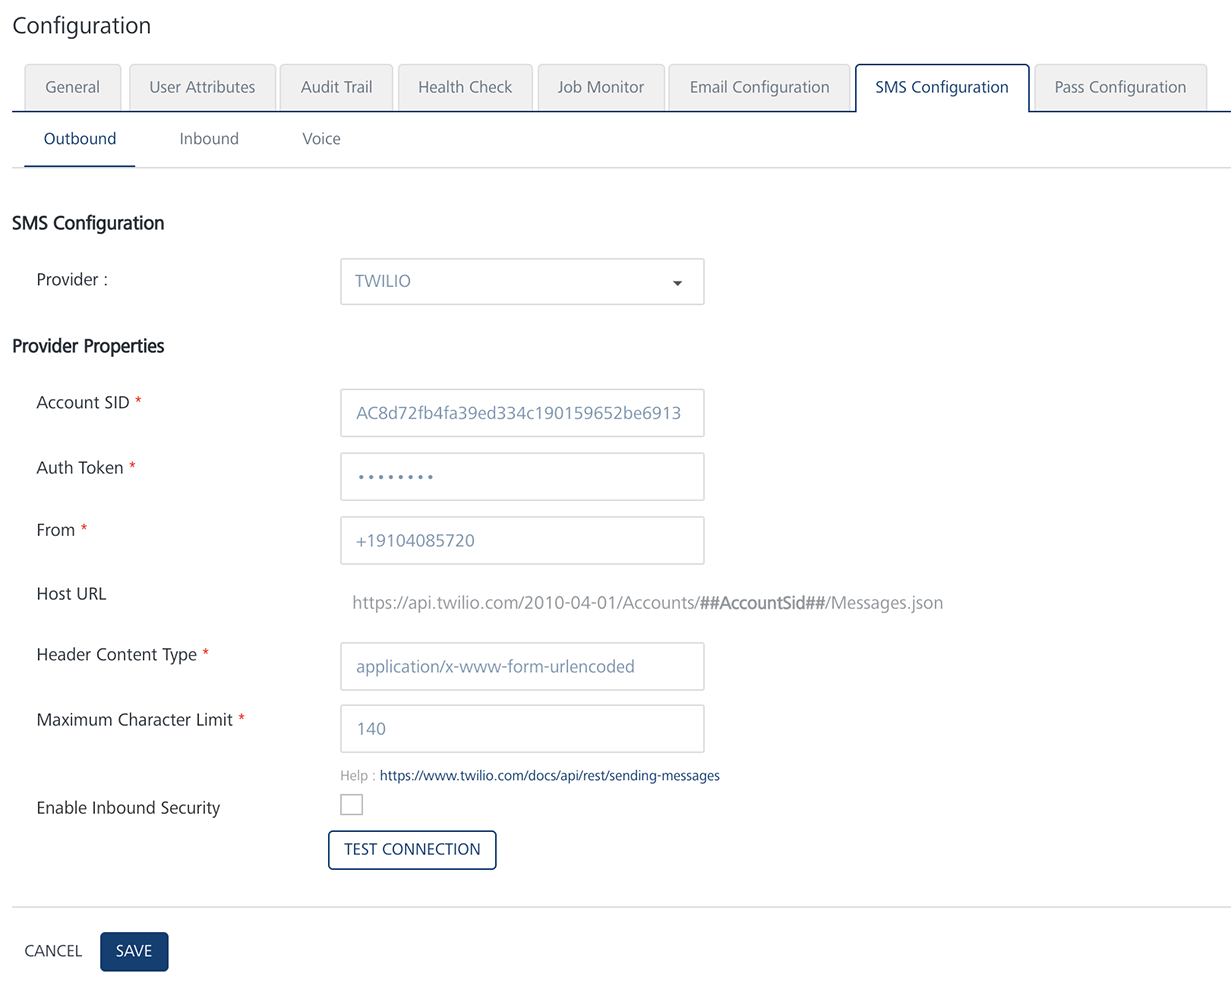 Configuration
General User Attributes Audit Trail Health Check Job Monitor Email Configuration SMS Configuration Pass Configuration
Outbound Inbound Voice
SMS Configuration
Provider : TWILIO
Provider Properties
Account SID * AC8d72fb4fa39ed334c190159652be6913
Auth Token * ••••••••
From * +19104085720
Host URL https://api.twilio.com/2010-04-01/Accounts/##AccountSid##/Messages.json
Header Content Type * application/x-www-form-urlencoded
Maximum Character Limit * 140
Help : https://www.twilio.com/docs/api/rest/sending-messages
Enable Inbound Security
TEST CONNECTION
CANCEL SAVE